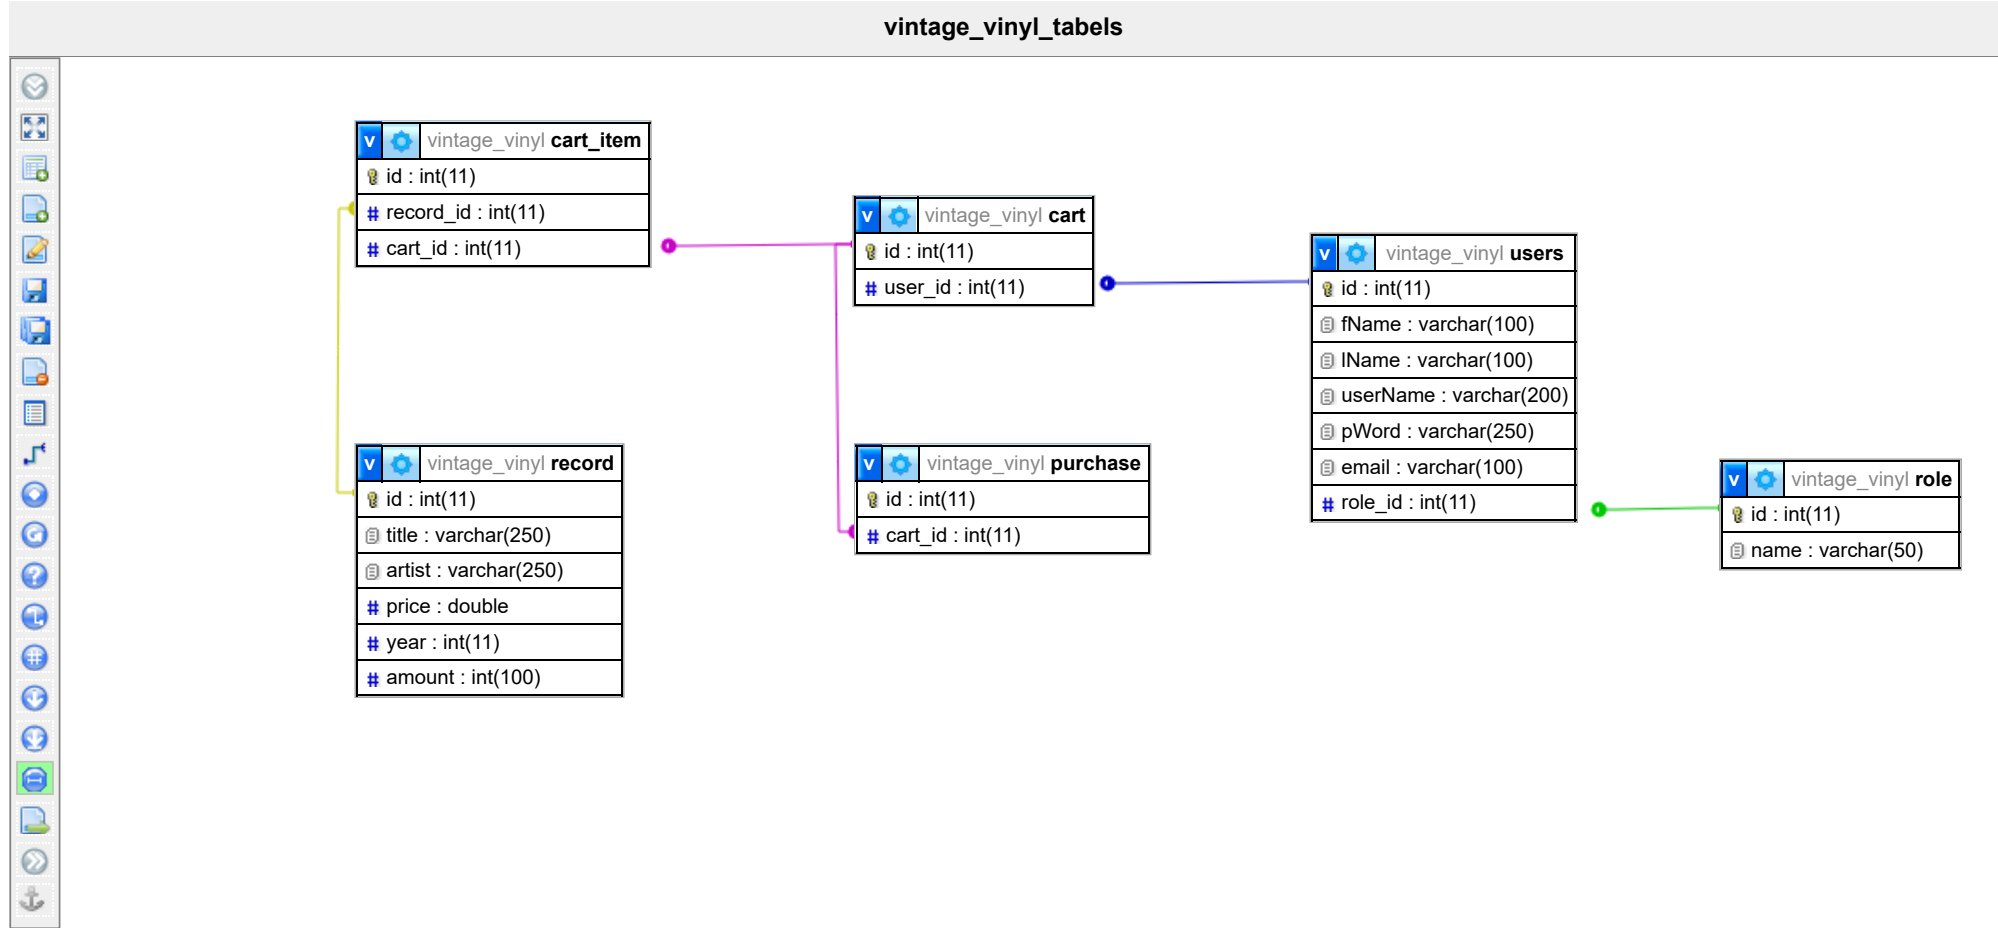 vintage_vinyl_tabels
v vintage_vinyl cart_item
id : int(11)
record_id : int(11)
cart_id : int(11)
v vintage_vinyl cart
id : int(11)
user_id : int(11)
v vintage_vinyl users
id : int(11)
fName : varchar(100)
lName : varchar(100)
userName : varchar(200)
pWord : varchar(250)
email : varchar(100)
role_id : int(11)
v vintage_vinyl record
id : int(11)
title : varchar(250)
artist : varchar(250)
price : double
year : int(11)
amount : int(100)
v vintage_vinyl purchase
id : int(11)
cart_id : int(11)
v vintage_vinyl role
id : int(11)
name : varchar(50)